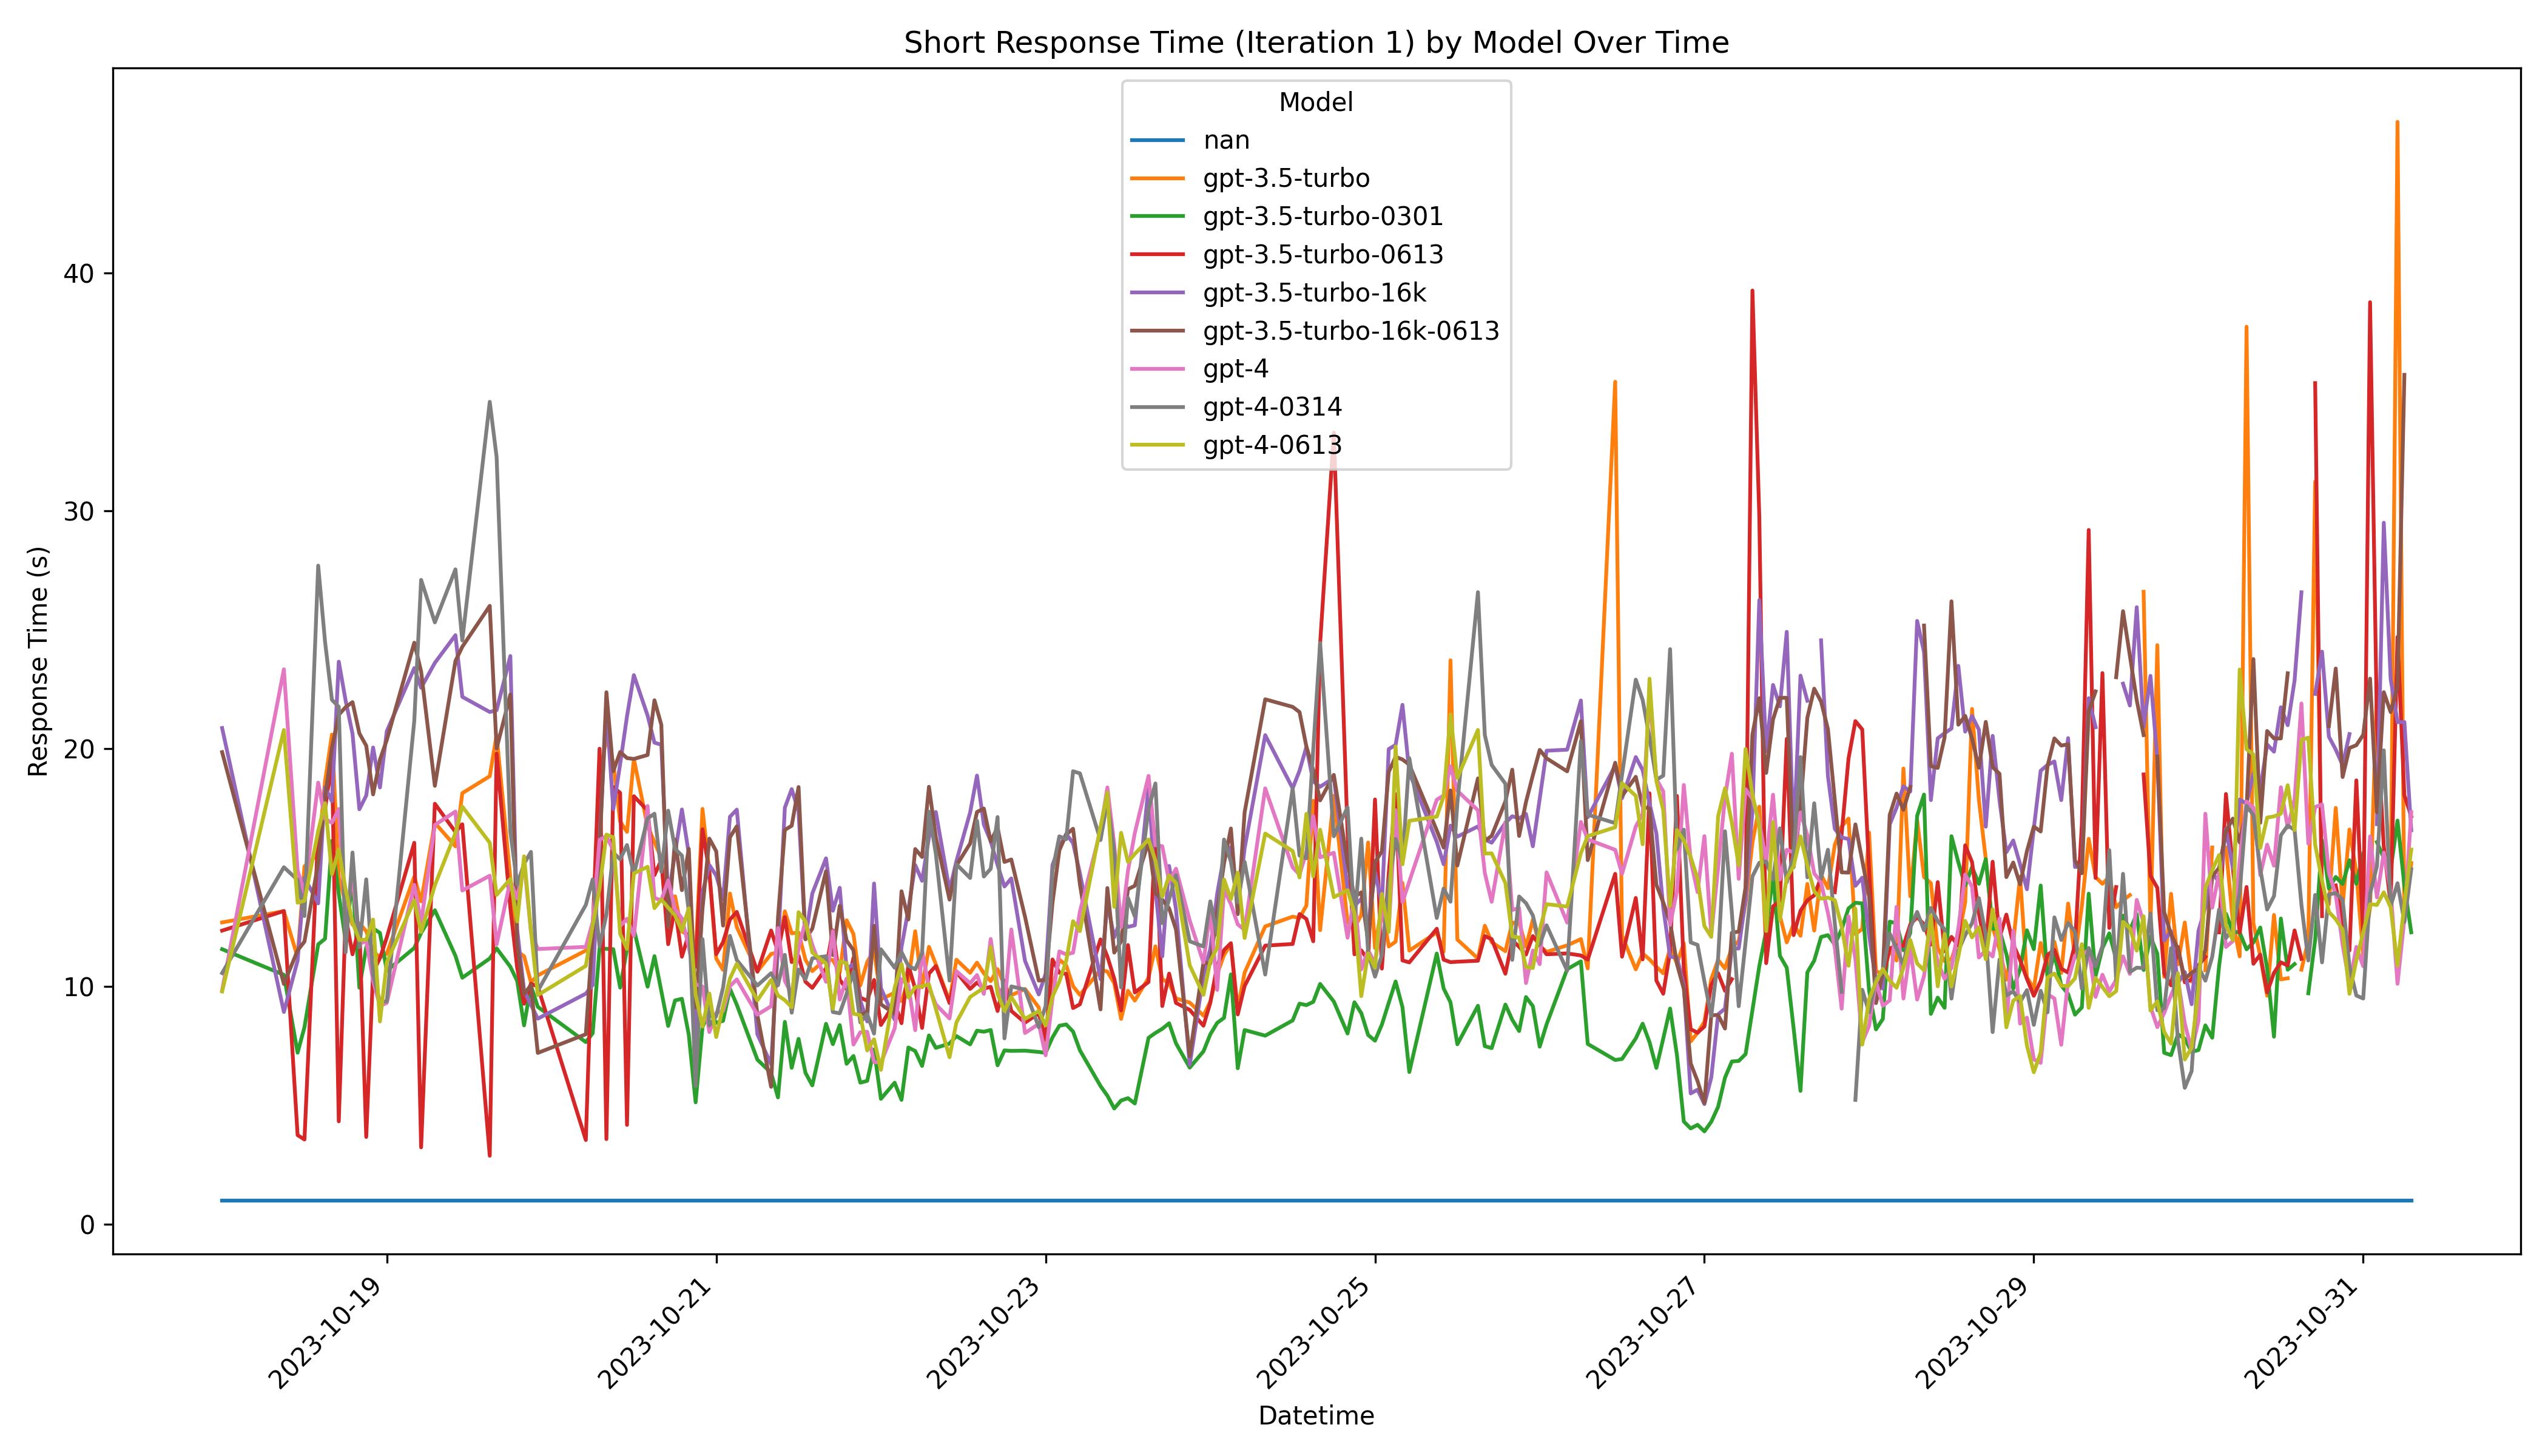 Short Response Time (Iteration 1) by Model Over Time
Model
nan
gpt-3.5-turbo
gpt-3.5-turbo-0301
gpt-3.5-turbo-0613
gpt-3.5-turbo-16k
gpt-3.5-turbo-16k-0613
gpt-4
gpt-4-0314
gpt-4-0613
Response Time (s)
40
30
20
10
0
2023-10-19
2023-10-21
2023-10-23
2023-10-25
2023-10-27
2023-10-29
2023-10-31
Datetime